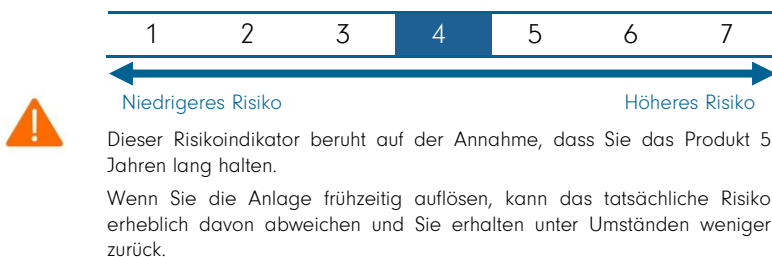 1 2 3 4 5 6 7
Niedrigeres Risiko Höheres Risiko
Dieser Risikoindikator beruht auf der Annahme, dass Sie das Produkt 5
Jahren lang halten.
Wenn Sie die Anlage frühzeitig auflösen, kann das tatsächliche Risiko
erheblich davon abweichen und Sie erhalten unter Umständen weniger
zurück.